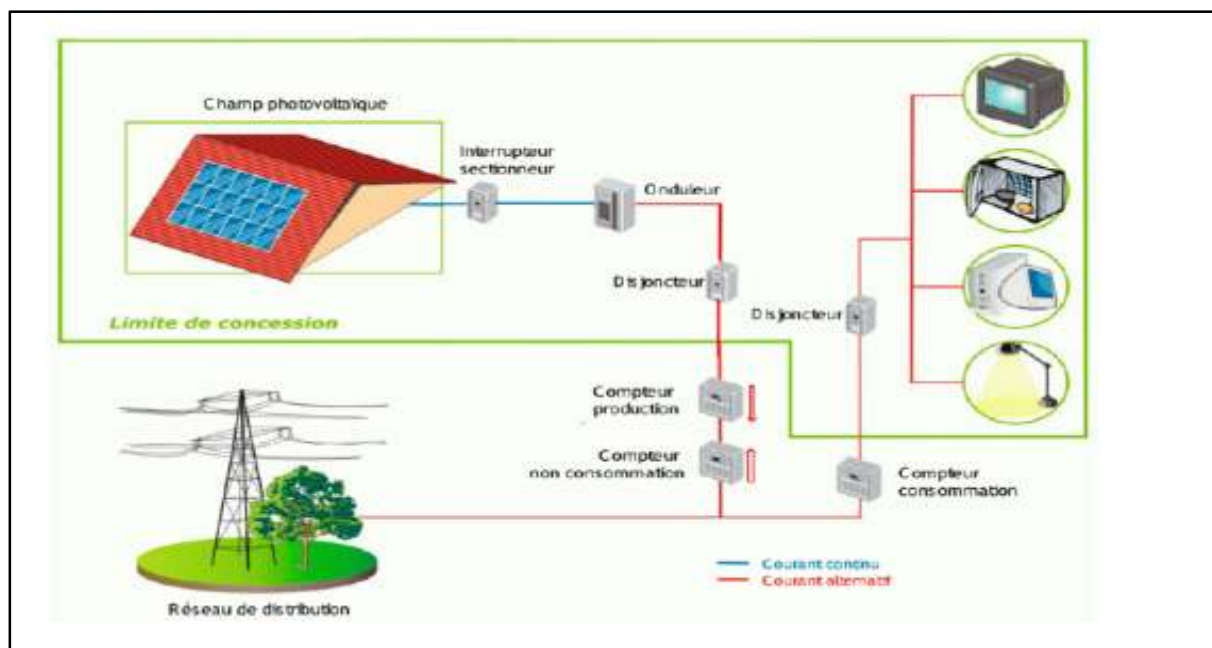 Champ photovoltaïque
Interrupteur
sectionneur
Onduleur
Disjoncteur
Disjoncteur
Limite de concession
Compteur
production
Compteur
non consommation
Compteur
consommation
Courant continu
Courant alternatif
Réseau de distribution